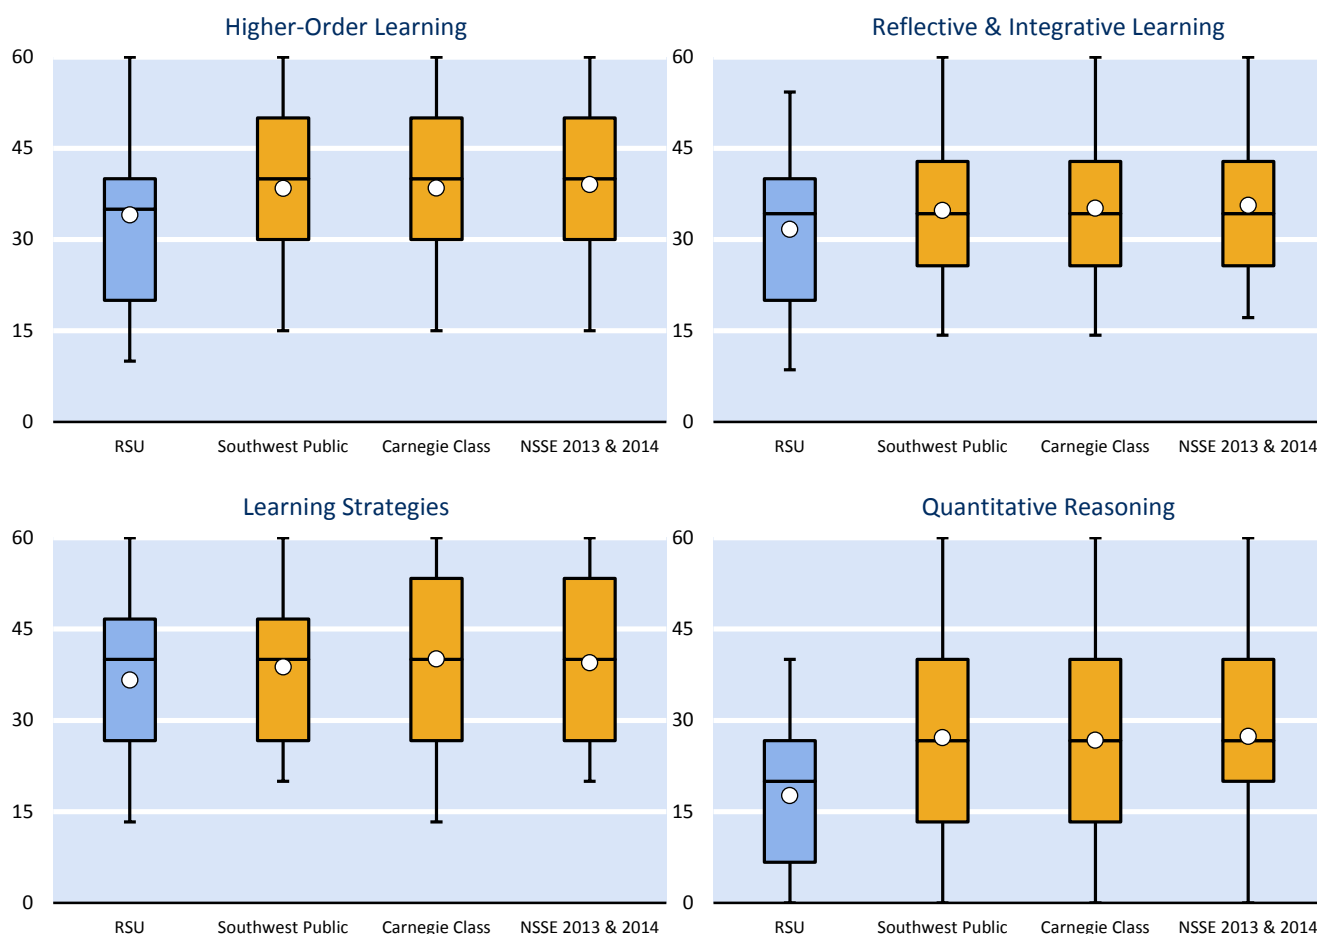 Higher-Order Learning
60
45
30
15
0
RSU Southwest Public Carnegie Class NSSE 2013 & 2014
Reflective & Integrative Learning
60
45
30
15
0
RSU Southwest Public Carnegie Class NSSE 2013 & 2014
Learning Strategies
60
45
30
15
0
RSU Southwest Public Carnegie Class NSSE 2013 & 2014
Quantitative Reasoning
60
45
30
15
0
RSU Southwest Public Carnegie Class NSSE 2013 & 2014